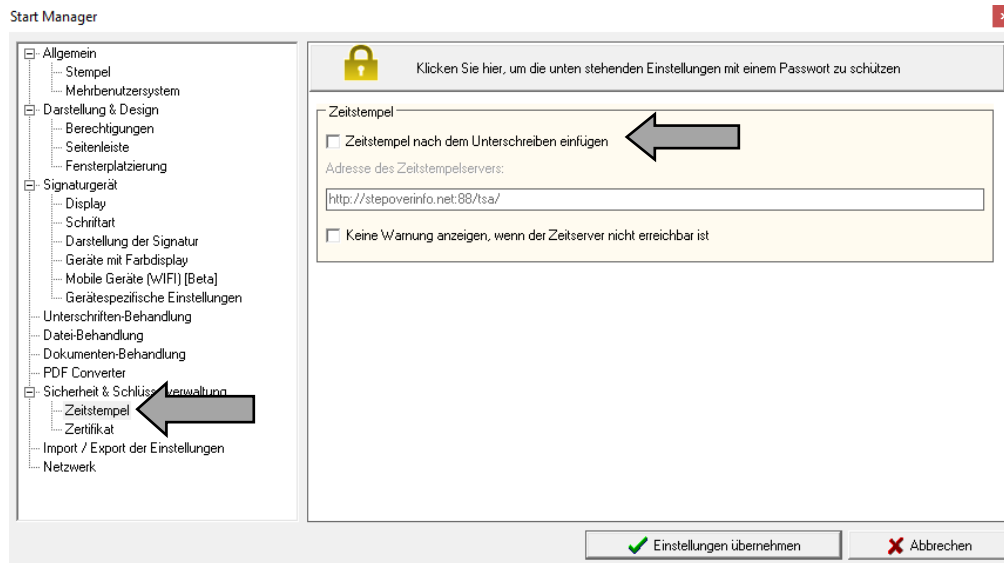 Start Manager
Allgemein
Stempel
Mehrbenutzersystem
Darstellung & Design
Berechtigungen
Seitenleiste
Fensterplatzierung
Signaturgerät
Display
Schriftart
Darstellung der Signatur
Geräte mit Farbdisplay
Mobile Geräte (WIFI) [Beta]
Gerätespezifische Einstellungen
Unterschriften-Behandlung
Datei-Behandlung
Dokumenten-Behandlung
PDF Converter
Sicherheit & Schlüsselverwaltung
Zeitstempel
Zertifikat
Import / Export der Einstellungen
Netzwerk
Klicken Sie hier, um die unten stehenden Einstellungen mit einem Passwort zu schützen
Zeitstempel
Zeitstempel nach dem Unterschreiben einfügen
Adresse des Zeitstempelservers:
http://stepoverinfo.net:88/tsa/
Keine Warnung anzeigen, wenn der Zeitserver nicht erreichbar ist
Einstellungen übernehmen
Abbrechen